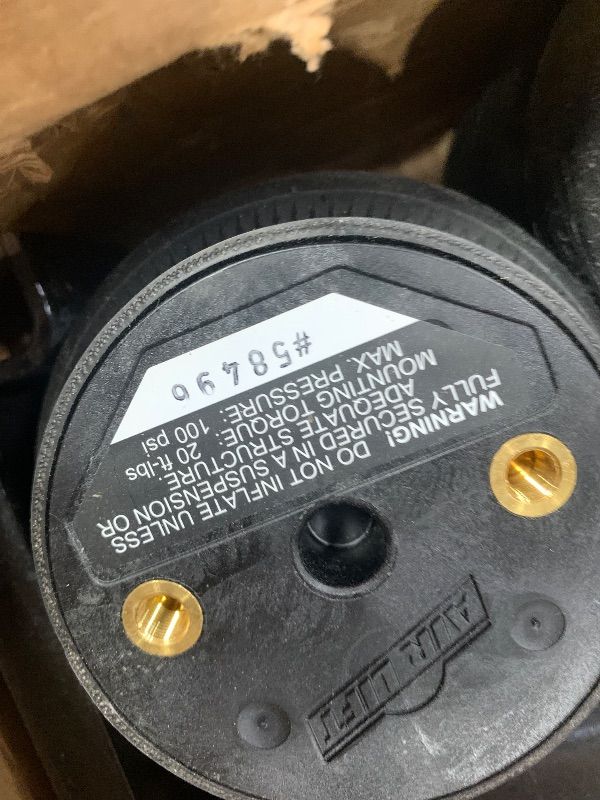 AIR LIFT
WARNING! DO NOT INFLATE UNLESS
FULLY SECURED IN A SUSPENSION OR
ADEQUATE STRUCTURE.
MOUNTING TORQUE: 20 ft-lbs
MAX. PRESSURE: 100 psi
#58496